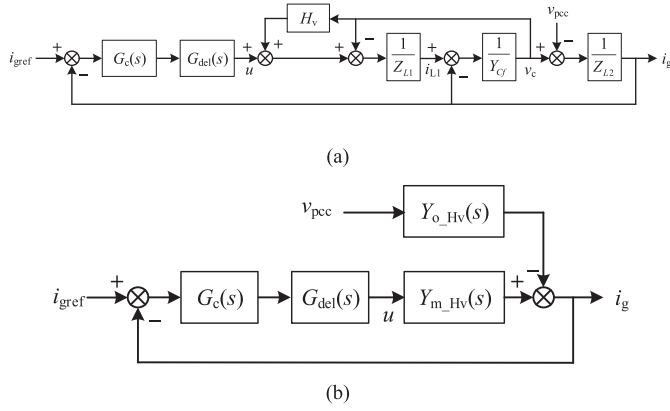 H_v
v_pcc
i_gref + − G_c(s) G_del(s) u + + + − 1/Z_L1 + i_L1 − 1/Y_Cf + v_c − 1/Z_L2 i_g
(a)
v_pcc Y_o_Hv(s)
−
i_gref + − G_c(s) G_del(s) u Y_m_Hv(s) + i_g
(b)